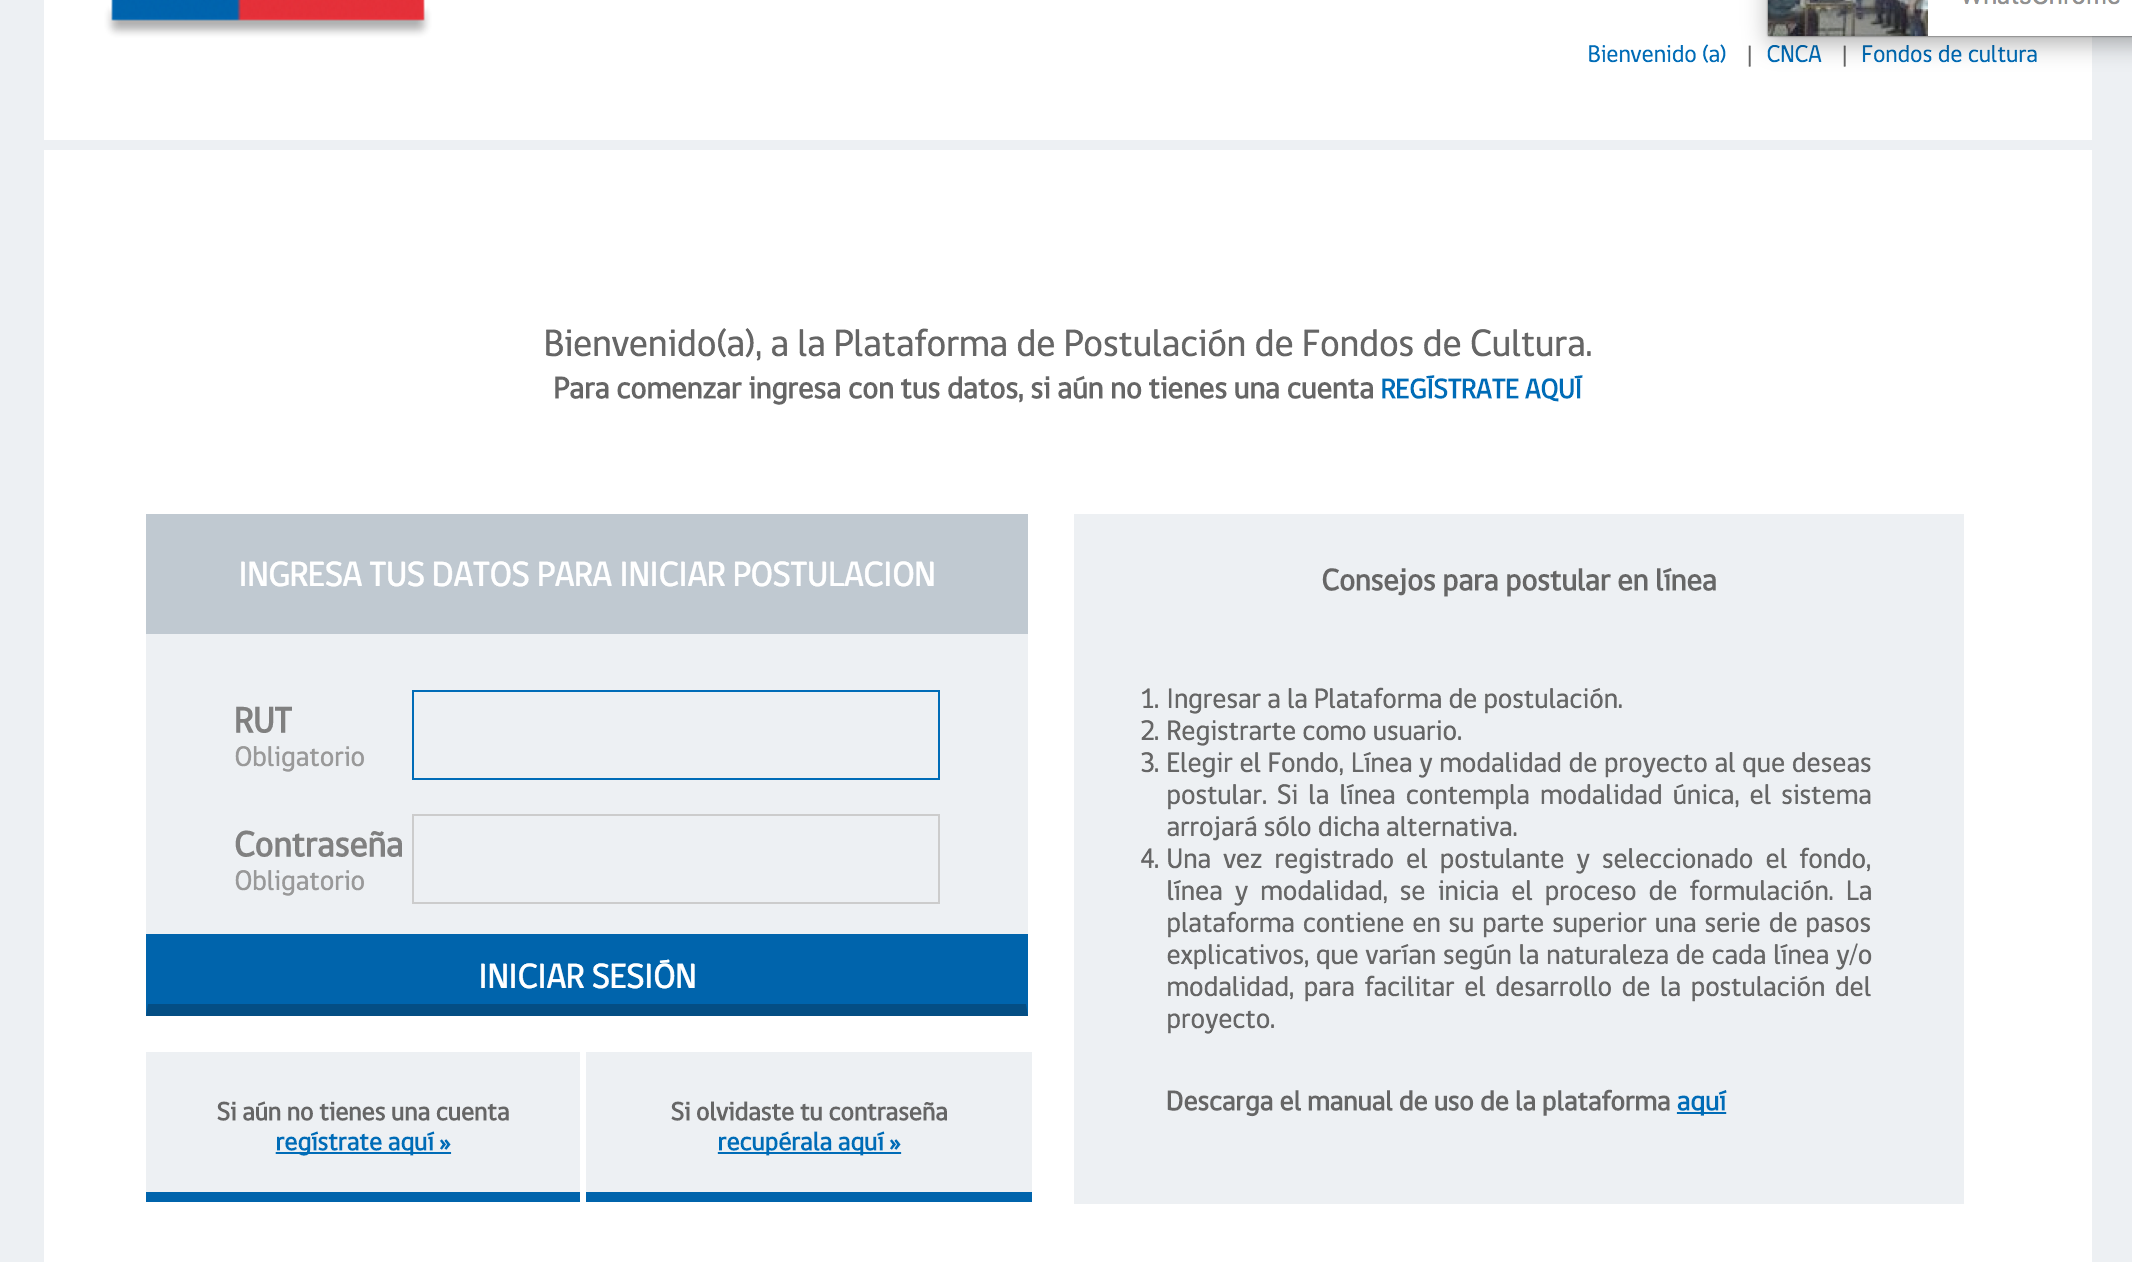 WhatsChrome
Bienvenido (a) | CNCA | Fondos de cultura
Bienvenido(a), a la Plataforma de Postulación de Fondos de Cultura.
Para comenzar ingresa con tus datos, si aún no tienes una cuenta REGÍSTRATE AQUÍ
INGRESA TUS DATOS PARA INICIAR POSTULACION
RUT
Obligatorio
Contraseña
Obligatorio
INICIAR SESIÓN
Si aún no tienes una cuenta
regístrate aquí »
Si olvidaste tu contraseña
recupérala aquí »
Consejos para postular en línea
1. Ingresar a la Plataforma de postulación.
2. Registrarte como usuario.
3. Elegir el Fondo, Línea y modalidad de proyecto al que deseas
postular. Si la línea contempla modalidad única, el sistema
arrojará sólo dicha alternativa.
4. Una vez registrado el postulante y seleccionado el fondo,
línea y modalidad, se inicia el proceso de formulación. La
plataforma contiene en su parte superior una serie de pasos
explicativos, que varían según la naturaleza de cada línea y/o
modalidad, para facilitar el desarrollo de la postulación del
proyecto.
Descarga el manual de uso de la plataforma aquí